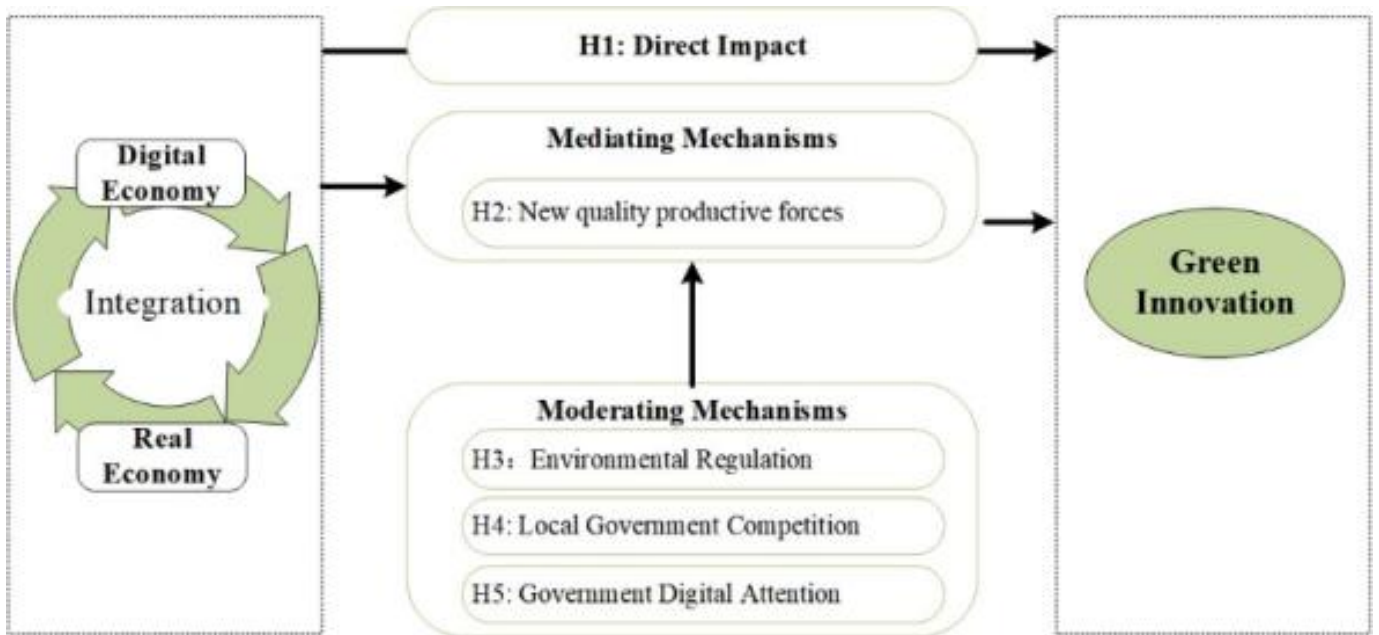 Digital
Economy
Integration
Real
Economy
H1: Direct Impact
Mediating Mechanisms
H2: New quality productive forces
Moderating Mechanisms
H3：Environmental Regulation
H4: Local Government Competition
H5: Government Digital Attention
Green
Innovation